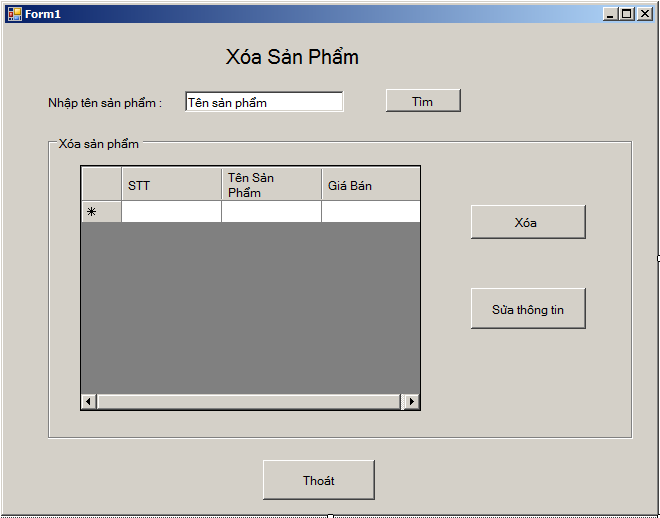 Form1
Xóa Sản Phẩm
Nhập tên sản phẩm :
Tên sản phẩm
Tìm
Xóa sản phẩm
STT
Tên Sản
Phẩm
Giá Bán
Xóa
Sửa thông tin
Thoát